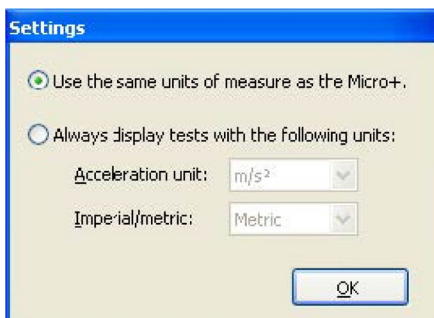 Settings
Use the same units of measure as the Micro+.
Always display tests with the following units:
Acceleration unit: m/s²
Imperial/metric: Metric
OK